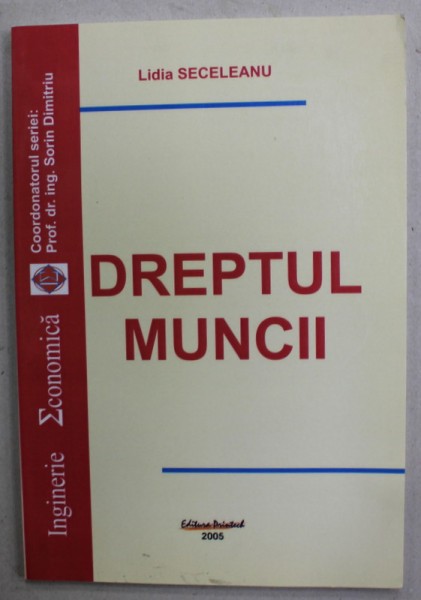 Lidia SECELEANU
Coordonatorul seriei:
Prof. dr. ing. Sorin Dimitriu
Inginerie Σconomică
DREPTUL
MUNCII
Editura Printech
2005